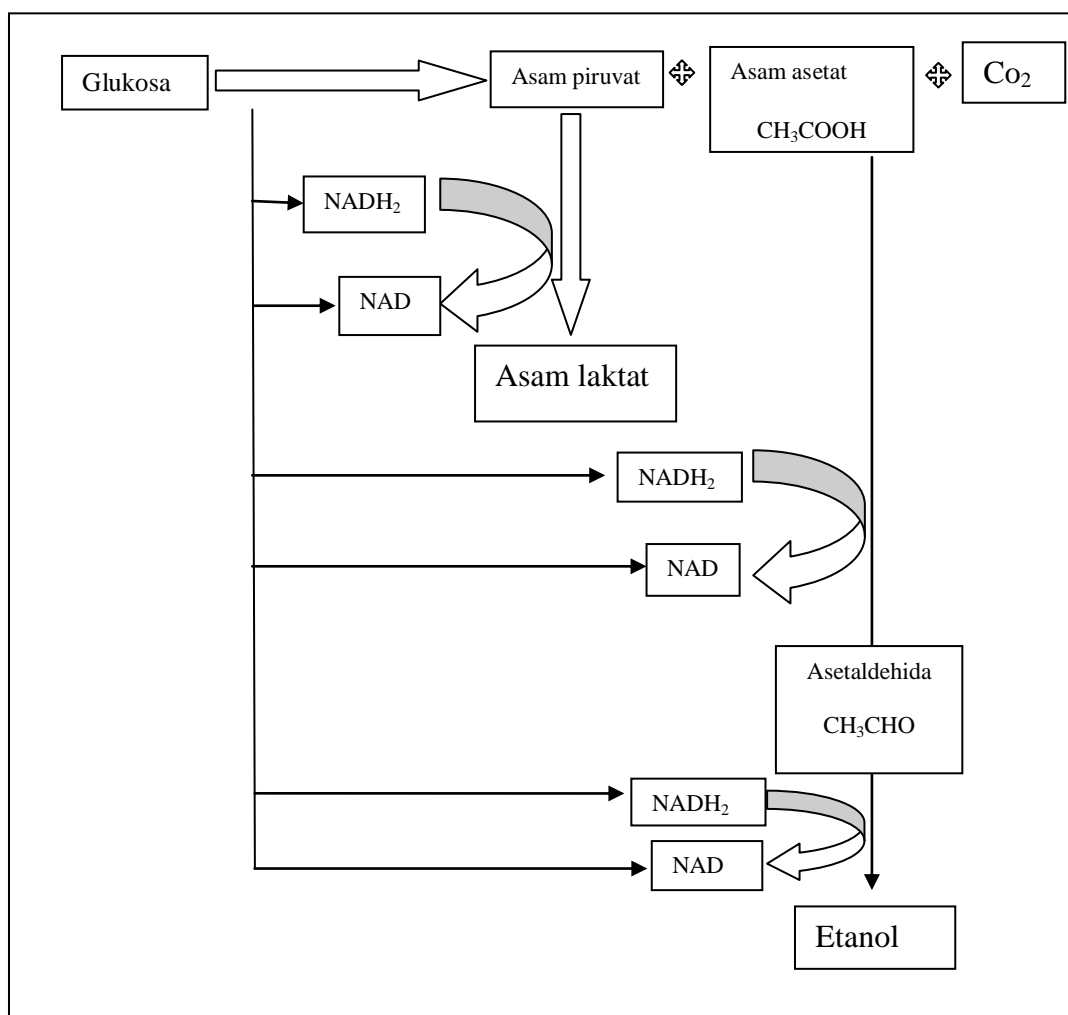 Glukosa
Asam piruvat
Asam asetat
CH₃COOH
Co₂
NADH₂
NAD
Asam laktat
NADH₂
NAD
Asetaldehida
CH₃CHO
NADH₂
NAD
Etanol